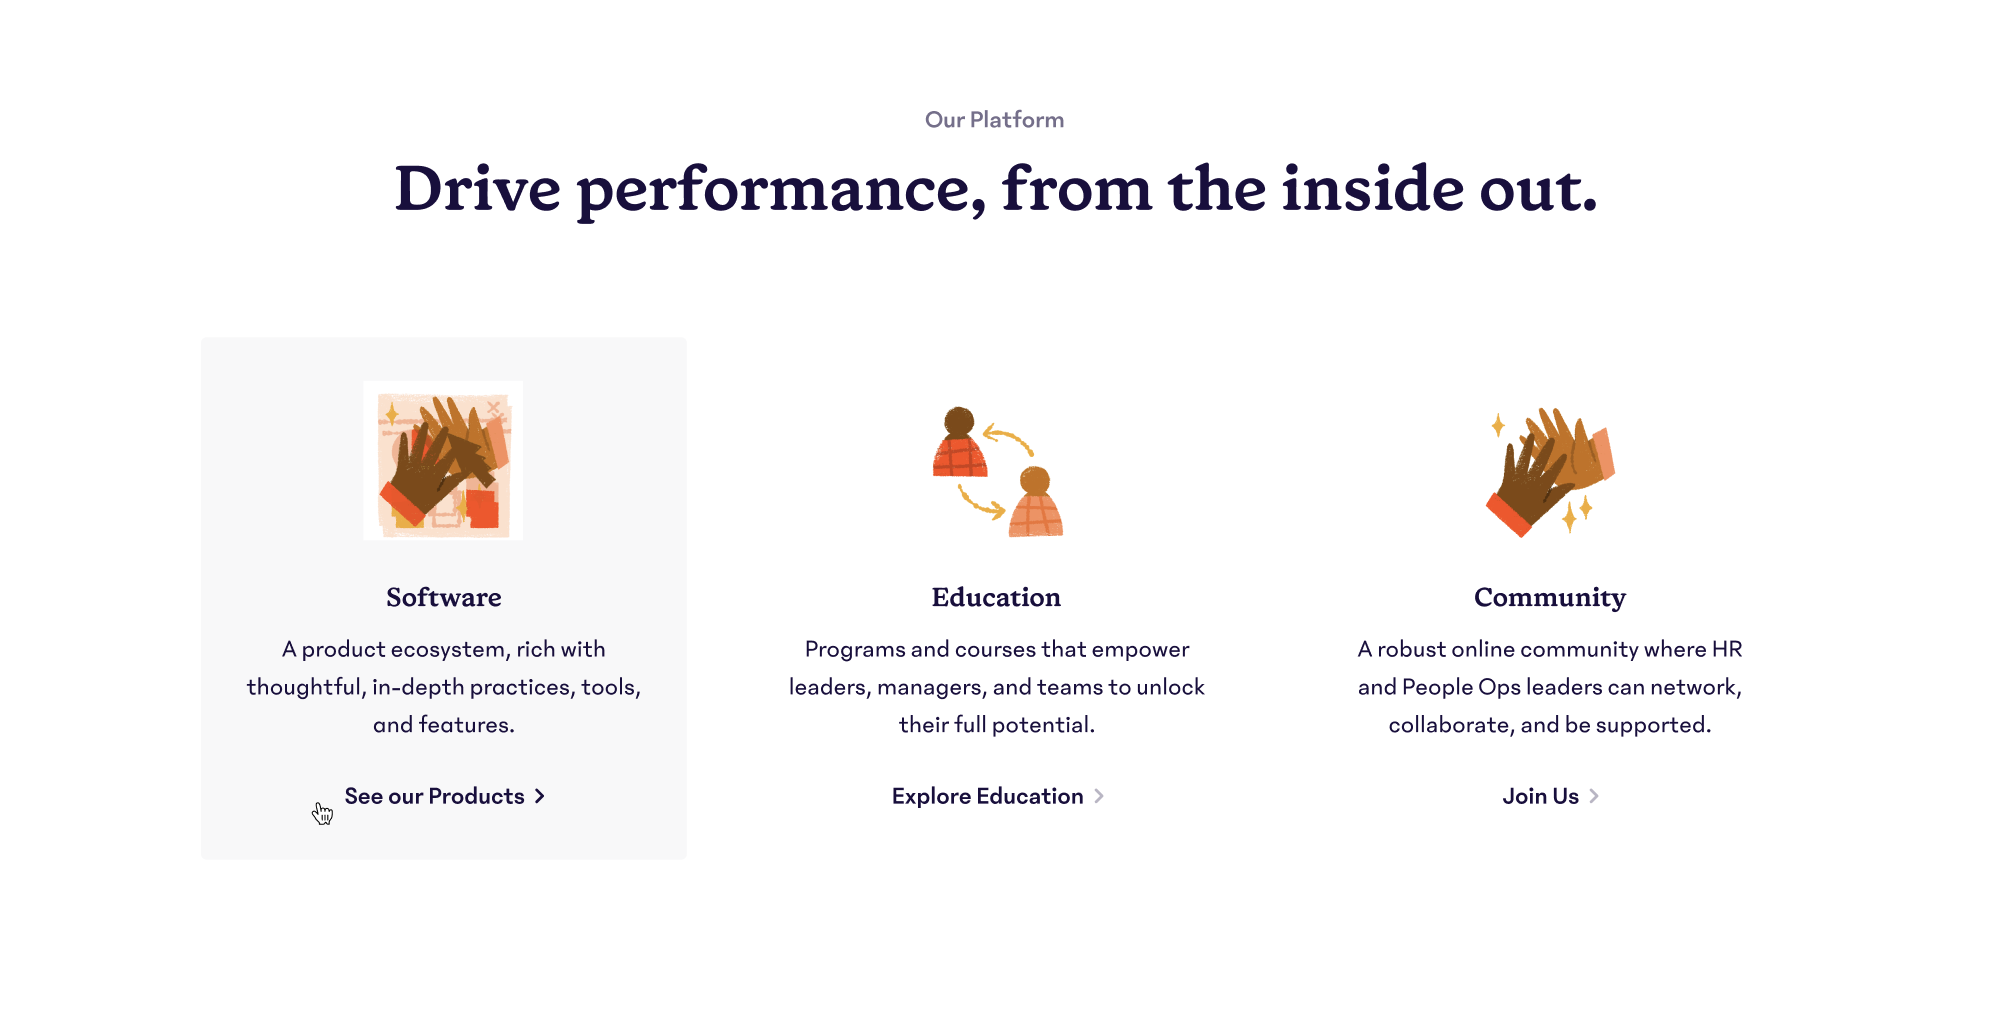 Our Platform
Drive performance, from the inside out.
Software
A product ecosystem, rich with
thoughtful, in-depth practices, tools,
and features.
See our Products
Education
Programs and courses that empower
leaders, managers, and teams to unlock
their full potential.
Explore Education
Community
A robust online community where HR
and People Ops leaders can network,
collaborate, and be supported.
Join Us